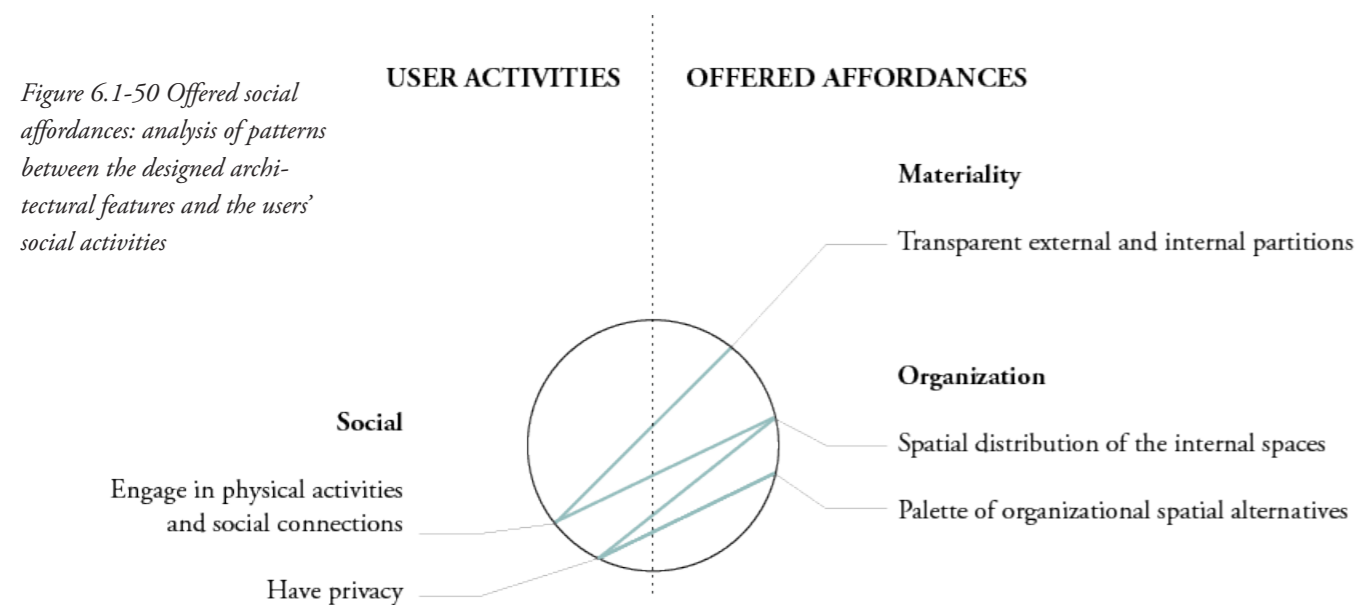 Figure 6.1-50 Offered social
affordances: analysis of patterns
between the designed archi-
tectural features and the users’
social activities
USER ACTIVITIES
OFFERED AFFORDANCES
Materiality
Transparent external and internal partitions
Organization
Spatial distribution of the internal spaces
Palette of organizational spatial alternatives
Social
Engage in physical activities
and social connections
Have privacy